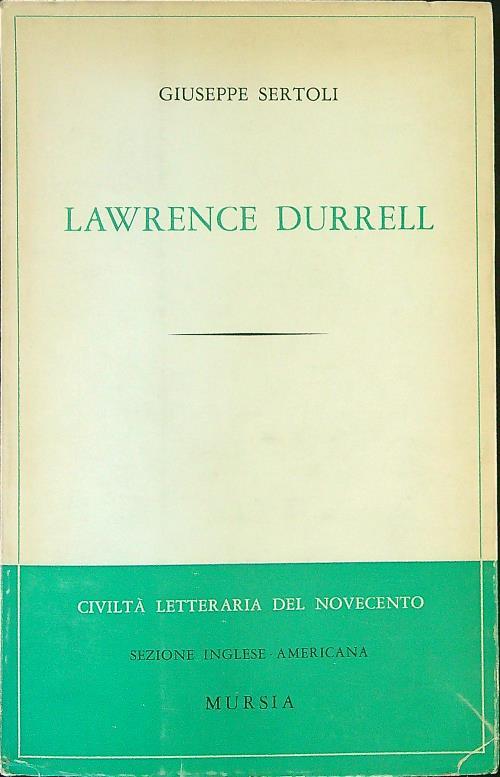 GIUSEPPE SERTOLI
LAWRENCE DURRELL
CIVILTÀ LETTERARIA DEL NOVECENTO
SEZIONE INGLESE-AMERICANA
MURSIA